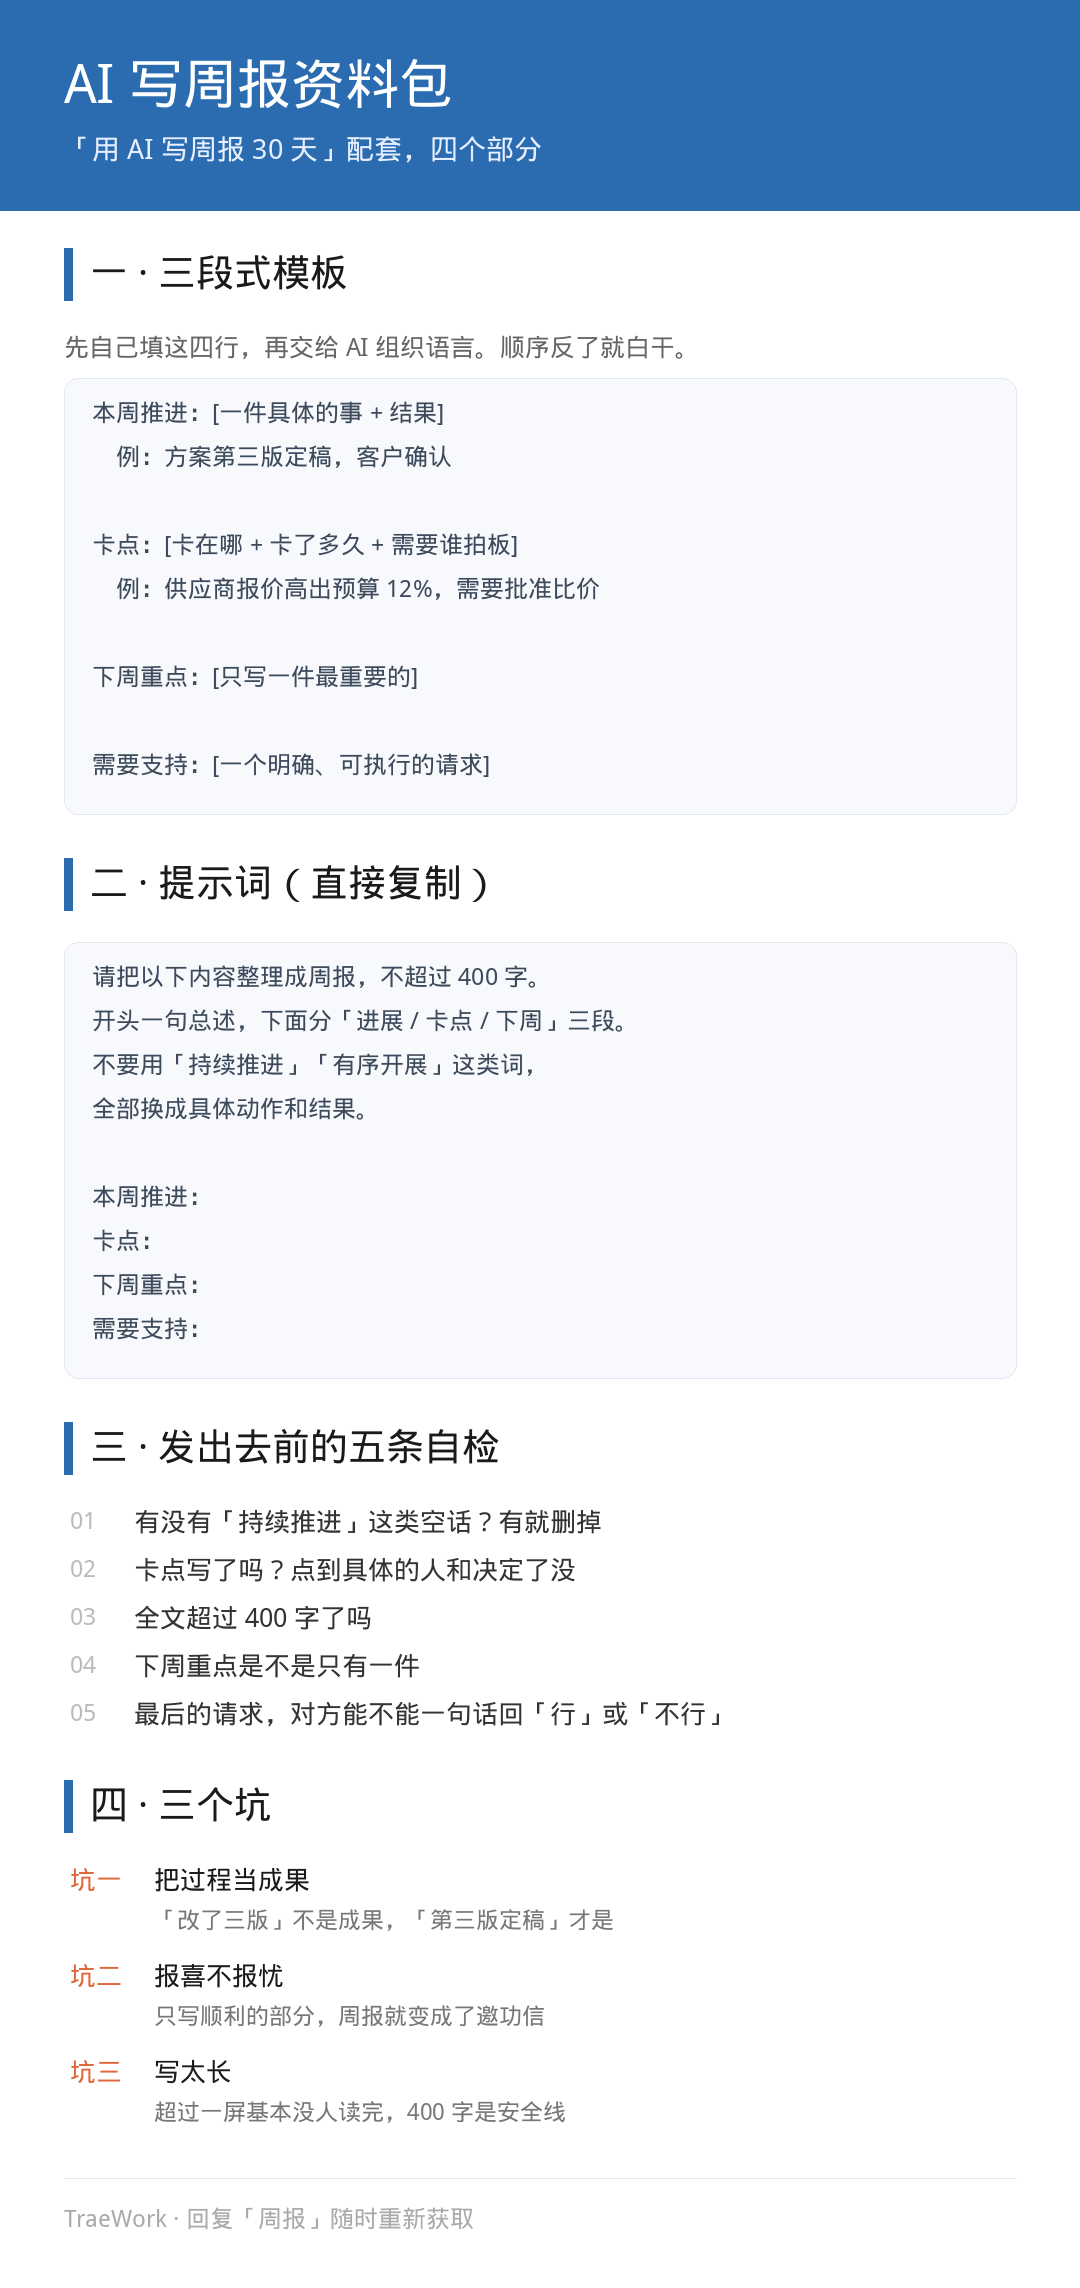 AI 写周报资料包
「用 AI 写周报 30 天」配套，四个部分
一 · 三段式模板
先自己填这四行，再交给 AI 组织语言。顺序反了就白干。
本周推进：[一件具体的事 + 结果]
例：方案第三版定稿，客户确认
卡点：[卡在哪 + 卡了多久 + 需要谁拍板]
例：供应商报价高出预算 12%，需要批准比价
下周重点：[只写一件最重要的]
需要支持：[一个明确、可执行的请求]
二 · 提示词（直接复制）
请把以下内容整理成周报，不超过 400 字。
开头一句总述，下面分「进展 / 卡点 / 下周」三段。
不要用「持续推进」「有序开展」这类词，
全部换成具体动作和结果。
本周推进：
卡点：
下周重点：
需要支持：
三 · 发出去前的五条自检
01 有没有「持续推进」这类空话？有就删掉
02 卡点写了吗？点到具体的人和决定了没
03 全文超过 400 字了吗
04 下周重点是不是只有一件
05 最后的请求，对方能不能一句话回「行」或「不行」
四 · 三个坑
坑一 把过程当成果
「改了三版」不是成果，「第三版定稿」才是
坑二 报喜不报忧
只写顺利的部分，周报就变成了邀功信
坑三 写太长
超过一屏基本没人读完，400 字是安全线
TraeWork · 回复「周报」随时重新获取